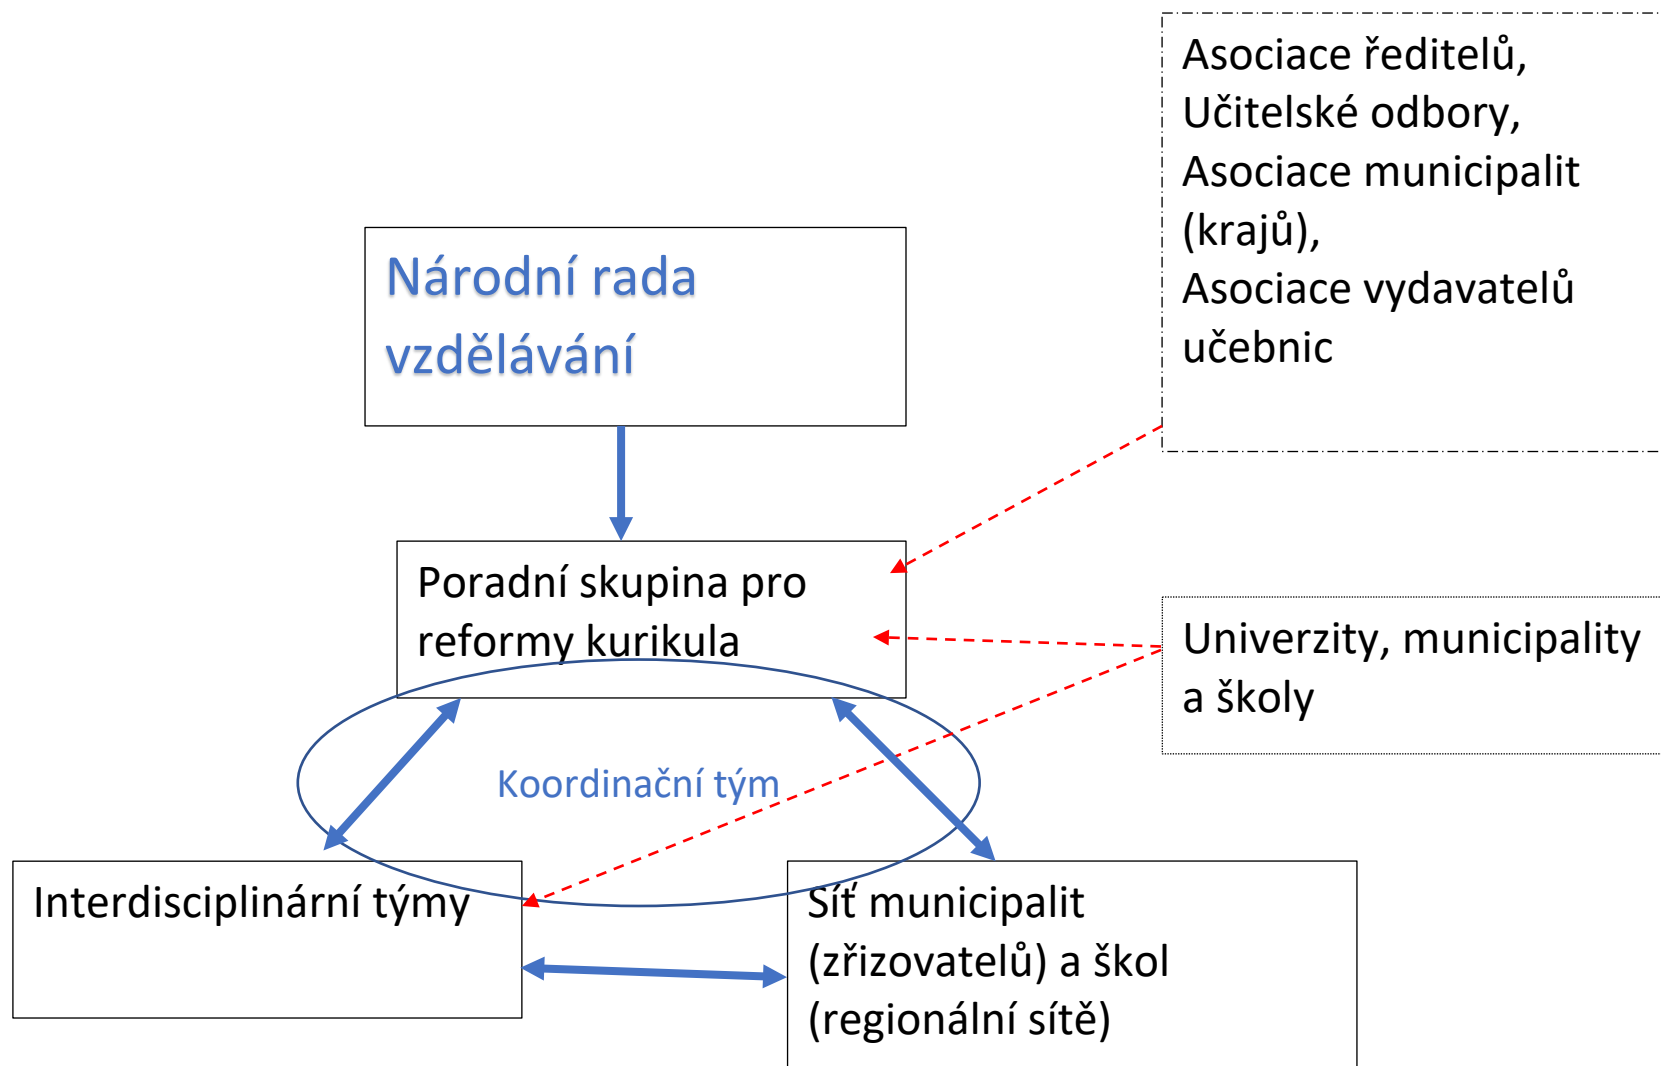 Asociace ředitelů,
Učitelské odbory,
Asociace municipalit
(krajů),
Asociace vydavatelů
učebnic
Národní rada
vzdělávání
Poradní skupina pro
reformy kurikula
Univerzity, municipality
a školy
Koordinační tým
Interdisciplinární týmy
Síť municipalit
(zřizovatelů) a škol
(regionální sítě)